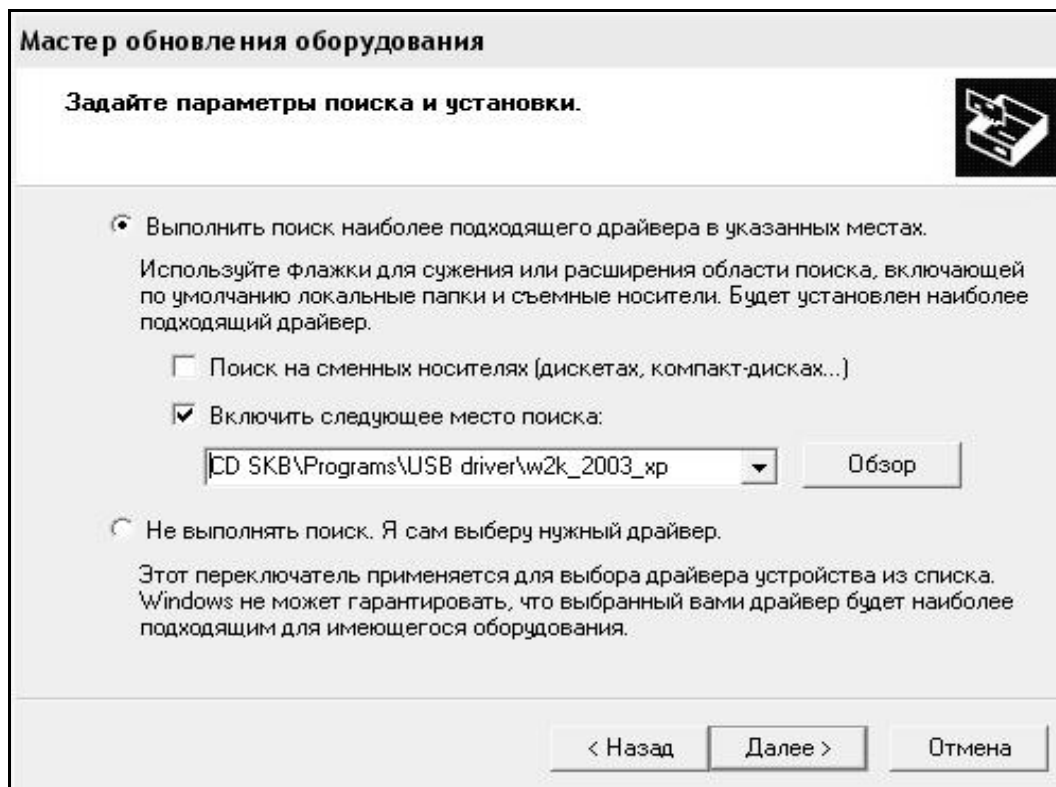 Мастер обновления оборудования
Задайте параметры поиска и установки.
Выполнить поиск наиболее подходящего драйвера в указанных местах.
Используйте флажки для сужения или расширения области поиска, включающей
по умолчанию локальные папки и съемные носители. Будет установлен наиболее
подходящий драйвер.
Поиск на сменных носителях (дискетах, компакт-дисках...)
Включить следующее место поиска:
CD SKB\Programs\USB driver\w2k_2003_xp
Обзор
Не выполнять поиск. Я сам выберу нужный драйвер.
Этот переключатель применяется для выбора драйвера устройства из списка.
Windows не может гарантировать, что выбранный вами драйвер будет наиболее
подходящим для имеющегося оборудования.
< Назад
Далее >
Отмена